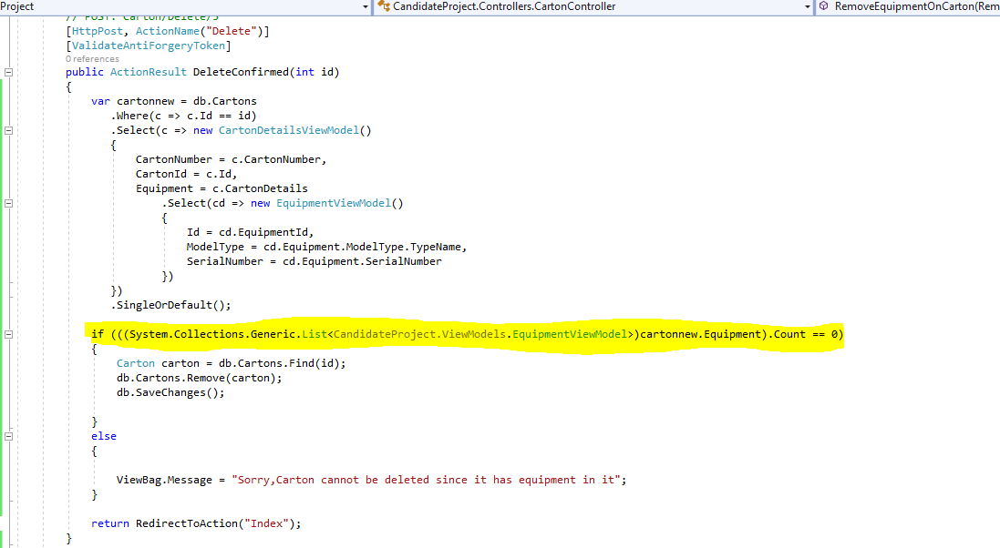 Project
CandidateProject.Controllers.CartonController
RemoveEquipmentOnCarton(Rem
// POST: Carton/Delete/5
[HttpPost, ActionName("Delete")]
[ValidateAntiForgeryToken]
0 references
public ActionResult DeleteConfirmed(int id)
{
var cartonnew = db.Cartons
.Where(c => c.Id == id)
.Select(c => new CartonDetailsViewModel()
{
CartonNumber = c.CartonNumber,
CartonId = c.Id,
Equipment = c.CartonDetails
.Select(cd => new EquipmentViewModel()
{
Id = cd.EquipmentId,
ModelType = cd.Equipment.ModelType.TypeName,
SerialNumber = cd.Equipment.SerialNumber
})
})
.SingleOrDefault();
if (((System.Collections.Generic.List<CandidateProject.ViewModels.EquipmentViewModel>)cartonnew.Equipment).Count == 0)
{
Carton carton = db.Cartons.Find(id);
db.Cartons.Remove(carton);
db.SaveChanges();
}
else
{
ViewBag.Message = "Sorry,Carton cannot be deleted since it has equipment in it";
}
return RedirectToAction("Index");
}